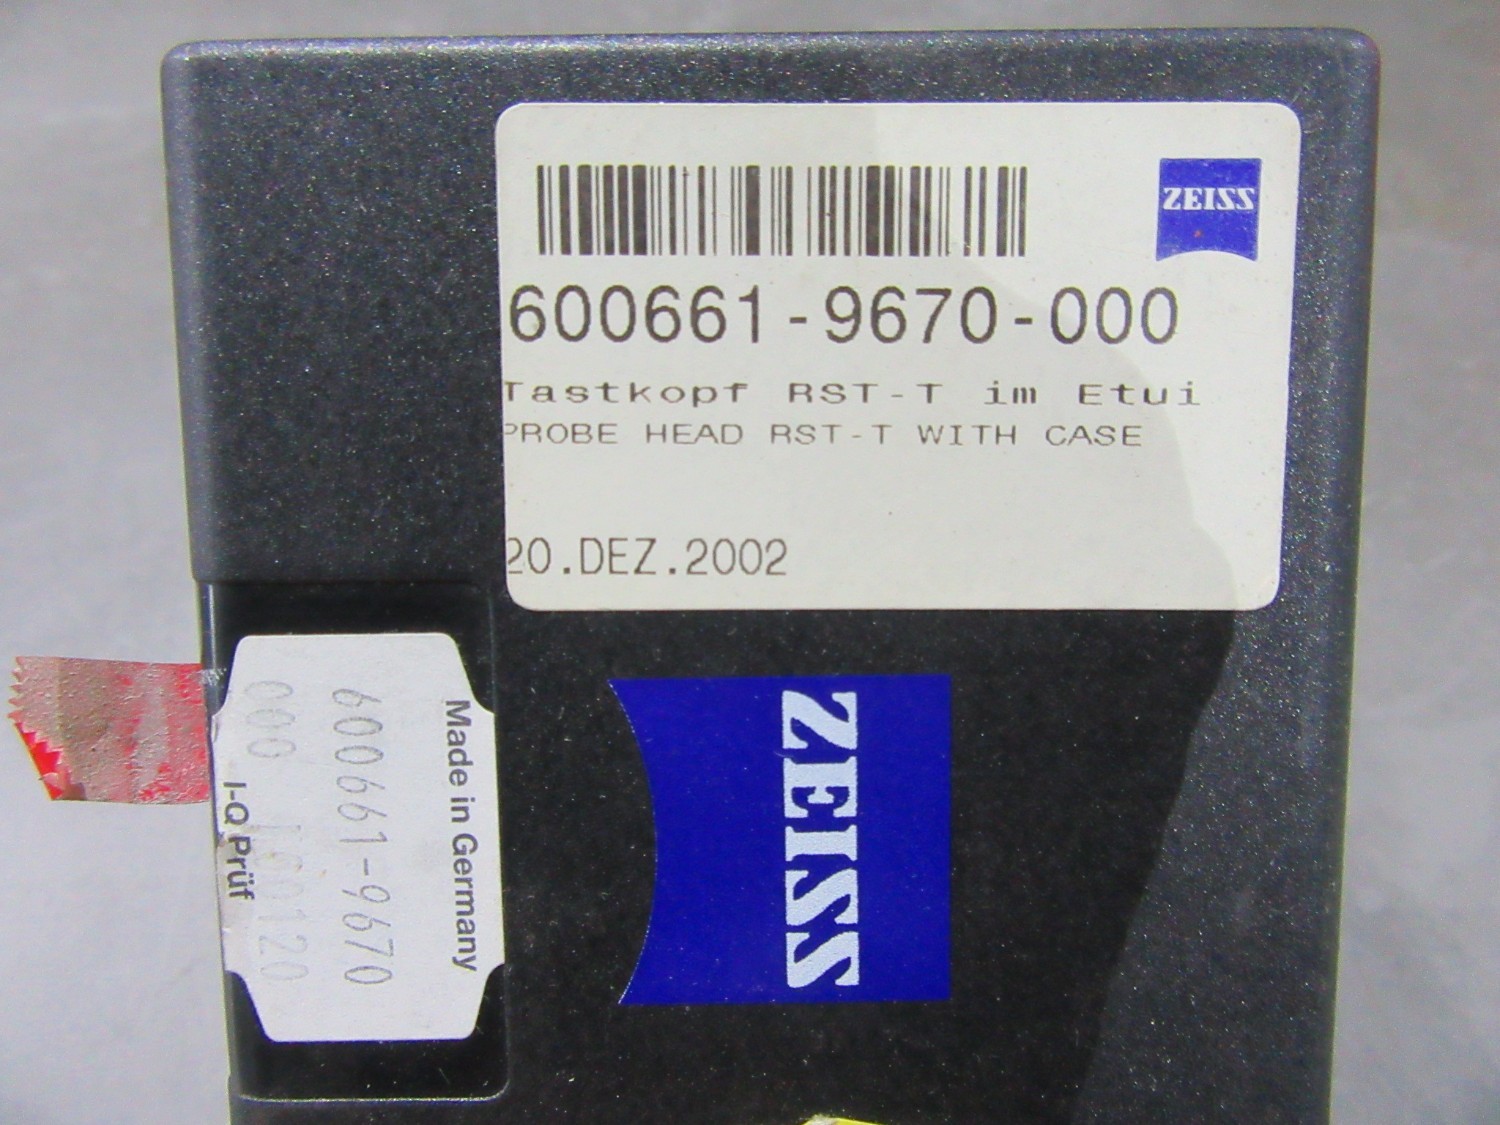 ZEISS
600661-9670-000
Tastkopf RST-T im Etui
PROBE HEAD RST-T WITH CASE
20.DEZ.2002
ZEISS
Made in Germany
600661-9670
000
I-Q Prüf